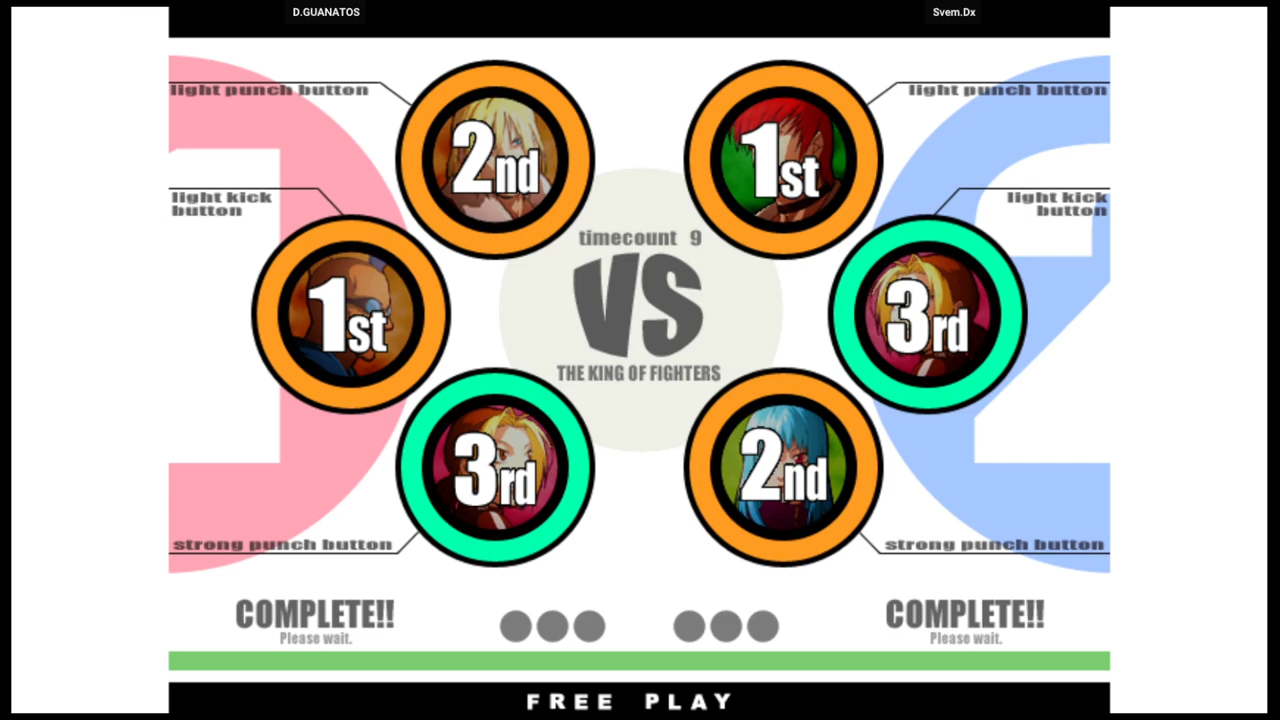 D.GUANATOS
Svem.Dx
light punch button
light punch button
2nd
1st
light kick
button
light kick
button
timecount 9
VS
THE KING OF FIGHTERS
1st
3rd
3rd
2nd
strong punch button
strong punch button
COMPLETE!!
Please wait.
COMPLETE!!
Please wait.
FREE PLAY
1
2